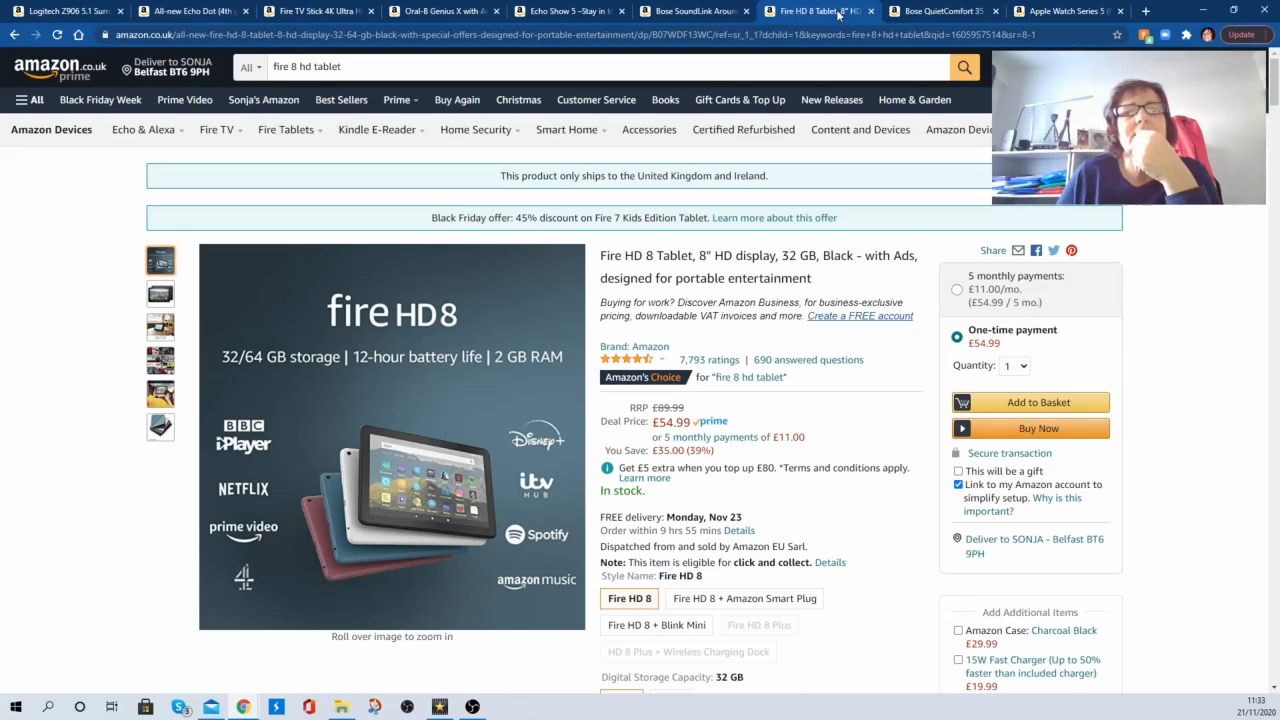 Logitech Z906 5.1 Surr
All-new Echo Dot (4th
Fire TV Stick 4K Ultra H
Oral-B Genius X with A
Echo Show 5 –Stay in to
Bose SoundLink Aroun
Fire HD 8 Tablet, 8" HD
Bose QuietComfort 35
Apple Watch Series 5 (
amazon.co.uk/all-new-fire-hd-8-tablet-8-hd-display-32-64-gb-black-with-special-offers-designed-for-portable-entertainment/dp/B07WDF13WC/ref=sr_1_1?dchild=1&keywords=fire+8+hd+tablet&qid=1605957514&sr=8-1
Update
amazon.co.uk
prime
Deliver to SONJA
Belfast BT6 9PH
All
fire 8 hd tablet
All
Black Friday Week
Prime Video
Sonja's Amazon
Best Sellers
Prime
Buy Again
Christmas
Customer Service
Books
Gift Cards & Top Up
New Releases
Home & Garden
Amazon Devices
Echo & Alexa
Fire TV
Fire Tablets
Kindle E-Reader
Home Security
Smart Home
Accessories
Certified Refurbished
Content and Devices
Amazon Devi
This product only ships to the United Kingdom and Ireland.
Black Friday offer: 45% discount on Fire 7 Kids Edition Tablet. Learn more about this offer
fire HD 8
32/64 GB storage | 12-hour battery life | 2 GB RAM
BBC
iPlayer
NETFLIX
prime video
4
Disney+
itv
HUB
Spotify
amazon music
Roll over image to zoom in
Fire HD 8 Tablet, 8" HD display, 32 GB, Black - with Ads,
designed for portable entertainment
Buying for work? Discover Amazon Business, for business-exclusive
pricing, downloadable VAT invoices and more. Create a FREE account
Brand: Amazon
7,793 ratings | 690 answered questions
Amazon's Choice for "fire 8 hd tablet"
RRP £89.99
Deal Price: £54.99 prime
or 5 monthly payments of £11.00
You Save: £35.00 (39%)
Get £5 extra when you top up £80. *Terms and conditions apply.
Learn more
In stock.
FREE delivery: Monday, Nov 23
Order within 9 hrs 55 mins Details
Dispatched from and sold by Amazon EU Sarl.
Note: This item is eligible for click and collect. Details
Style Name: Fire HD 8
Fire HD 8
Fire HD 8 + Amazon Smart Plug
Fire HD 8 + Blink Mini
Fire HD 8 Plus
HD 8 Plus + Wireless Charging Dock
Digital Storage Capacity: 32 GB
Share
5 monthly payments:
£11.00/mo.
(£54.99 / 5 mo.)
One-time payment
£54.99
Quantity: 1
Add to Basket
Buy Now
Secure transaction
This will be a gift
Link to my Amazon account to
simplify setup. Why is this
important?
Deliver to SONJA - Belfast BT6
9PH
Add Additional Items
Amazon Case: Charcoal Black
£29.99
15W Fast Charger (Up to 50%
faster than included charger)
£19.99
11:33
21/11/2020